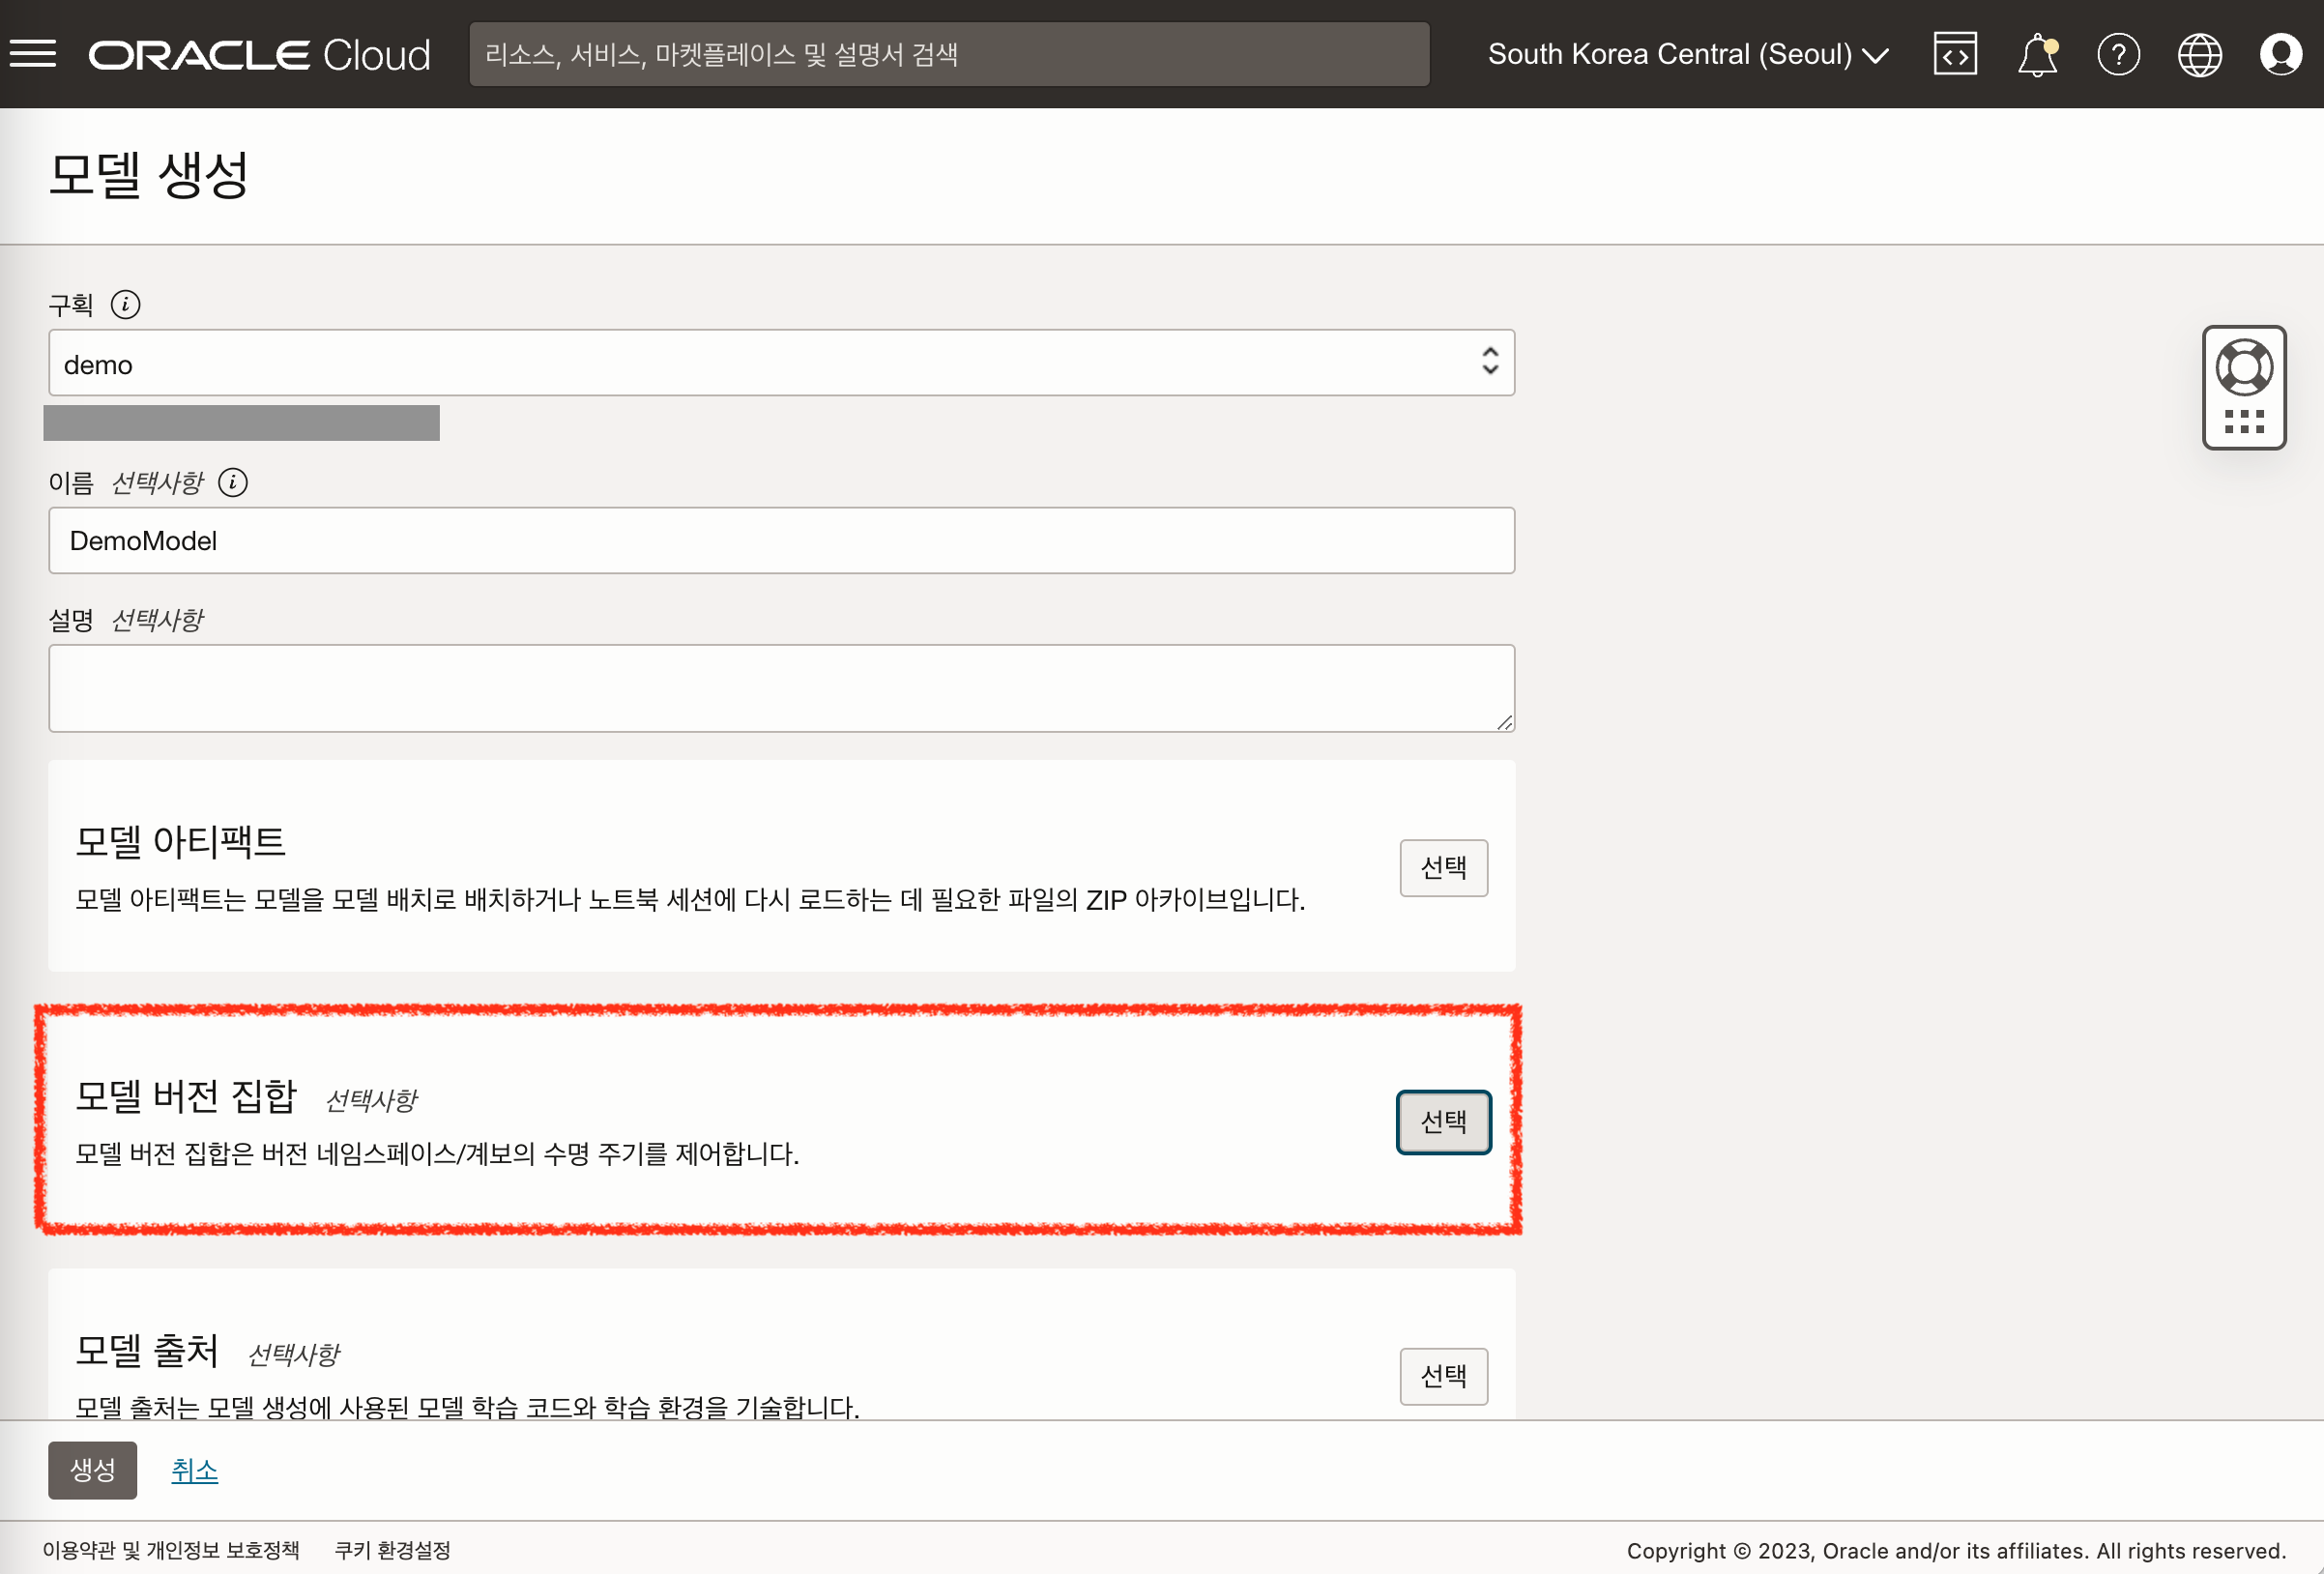 ORACLE Cloud
리소스, 서비스, 마켓플레이스 및 설명서 검색
South Korea Central (Seoul)
모델 생성
구획
demo
이름 선택사항
DemoModel
설명 선택사항
모델 아티팩트
선택
모델 아티팩트는 모델을 모델 배치로 배치하거나 노트북 세션에 다시 로드하는 데 필요한 파일의 ZIP 아카이브입니다.
모델 버전 집합 선택사항
선택
모델 버전 집합은 버전 네임스페이스/계보의 수명 주기를 제어합니다.
모델 출처 선택사항
선택
모델 출처는 모델 생성에 사용된 모델 학습 코드와 학습 환경을 기술합니다.
생성 취소
이용약관 및 개인정보 보호정책 쿠키 환경설정
Copyright © 2023, Oracle and/or its affiliates. All rights reserved.